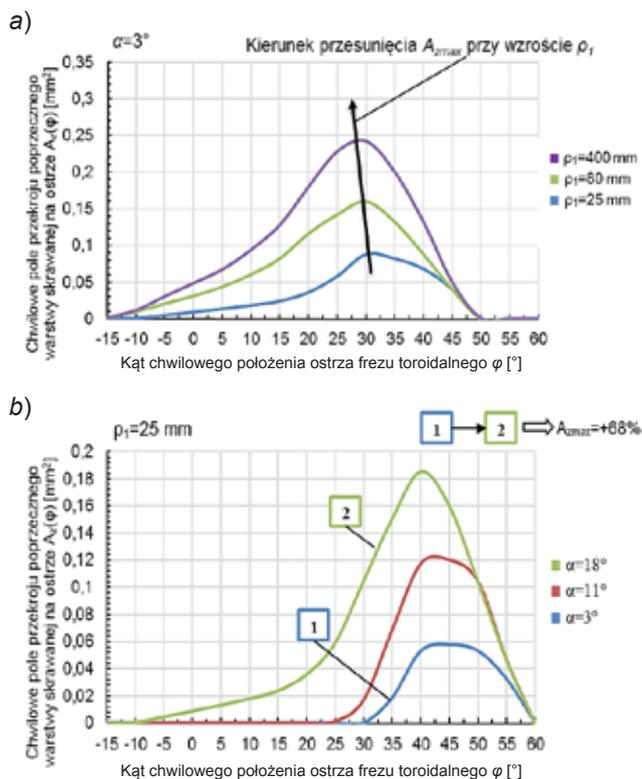 a)
α=3°
Kierunek przesunięcia Azmax przy wzroście ρ1
Chwilowe pole przekroju poprzecznego
warstwy skrawanej na ostrze Az(φ) [mm²]
0,35
0,3
0,25
0,2
0,15
0,1
0,05
0
-15 -10 -5 0 5 10 15 20 25 30 35 40 45 50 55 60
ρ1=400 mm
ρ1=80 mm
ρ1=25 mm
Kąt chwilowego położenia ostrza frezu toroidalnego φ [°]
b)
ρ1=25 mm
1 2 Azmax=+68%
Chwilowe pole przekroju poprzecznego
warstwy skrawanej na ostrze Az(φ) [mm²]
0,2
0,18
0,16
0,14
0,12
0,1
0,08
0,06
0,04
0,02
0
2
1
α=18°
α=11°
α=3°
-15 -10 -5 0 5 10 15 20 25 30 35 40 45 50 55 60
Kąt chwilowego położenia ostrza frezu toroidalnego φ [°]